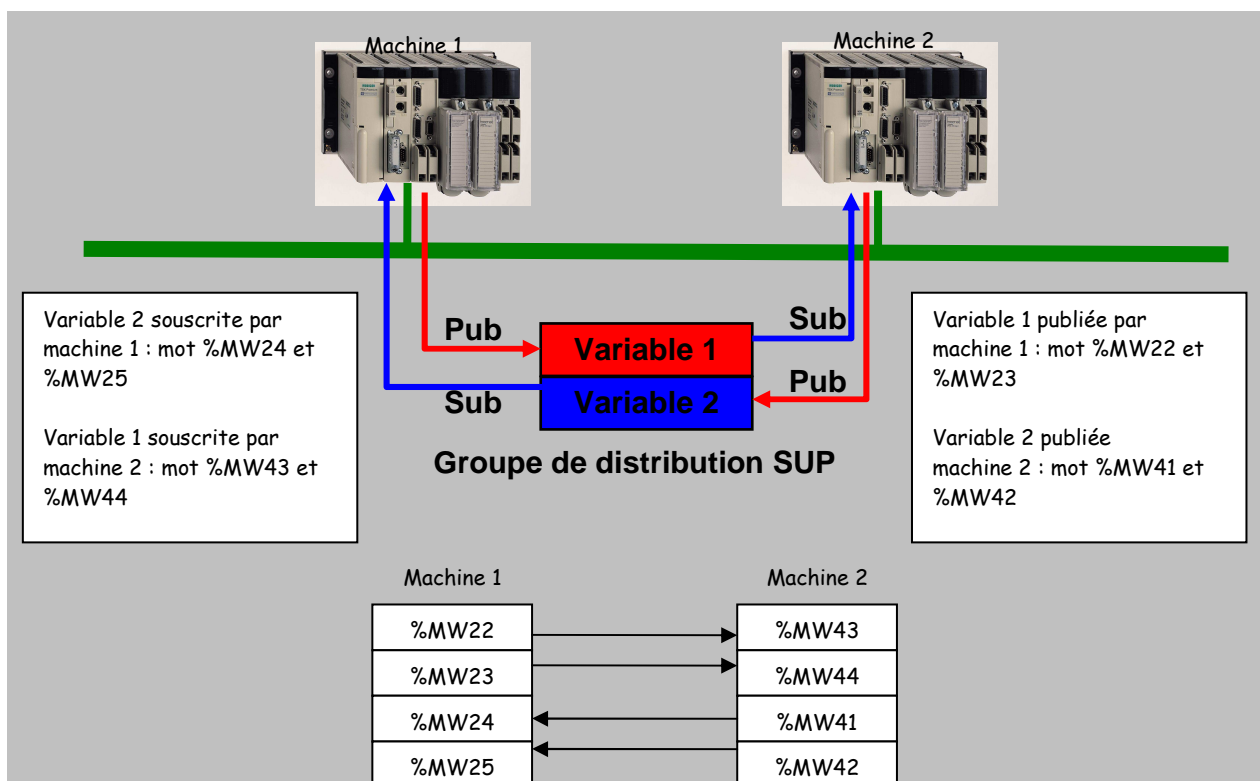 Machine 1
Machine 2
Variable 2 souscrite par
machine 1 : mot %MW24 et
%MW25
Variable 1 souscrite par
machine 2 : mot %MW43 et
%MW44
Pub
Sub
Variable 1
Variable 2
Sub
Pub
Groupe de distribution SUP
Variable 1 publiée par
machine 1 : mot %MW22 et
%MW23
Variable 2 publiée
machine 2 : mot %MW41 et
%MW42
Machine 1
Machine 2
%MW22
%MW43
%MW23
%MW44
%MW24
%MW41
%MW25
%MW42